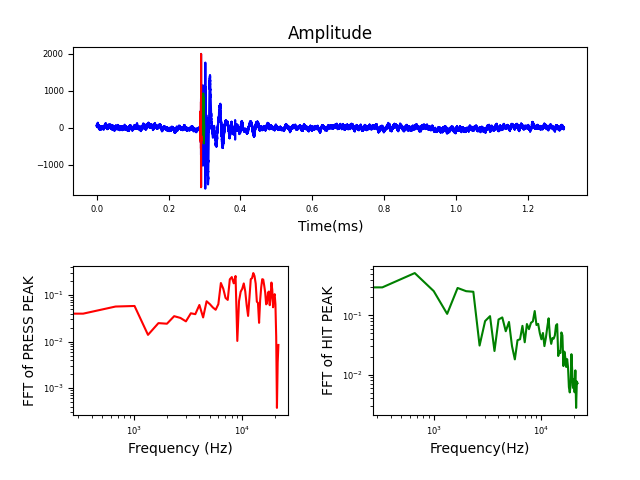 Amplitude
2000
1000
0
−1000
0.0 0.2 0.4 0.6 0.8 1.0 1.2
Time(ms)
FFT of PRESS PEAK
10⁻¹
10⁻²
10⁻³
10³ 10⁴
Frequency (Hz)
FFT of HIT PEAK
10⁻¹
10⁻²
10³ 10⁴
Frequency(Hz)